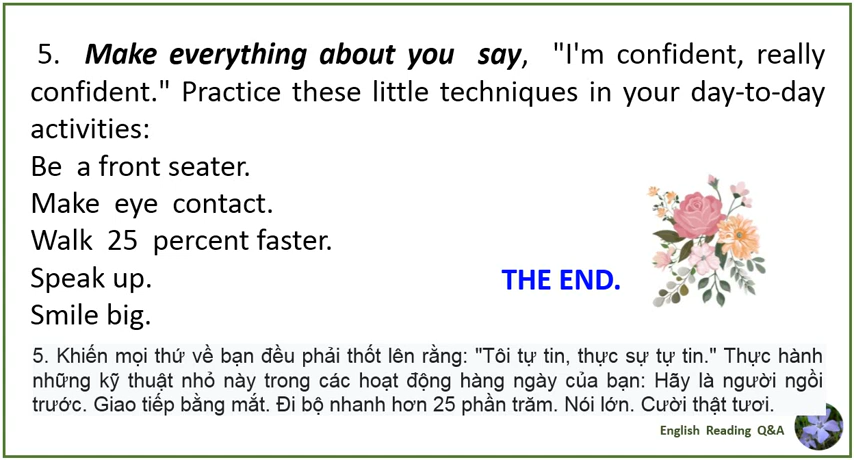 5. Make everything about you say, "I'm confident, really
confident." Practice these little techniques in your day-to-day
activities:
Be a front seater.
Make eye contact.
Walk 25 percent faster.
Speak up.
Smile big.
THE END.
5. Khiến mọi thứ về bạn đều phải thốt lên rằng: "Tôi tự tin, thực sự tự tin." Thực hành
những kỹ thuật nhỏ này trong các hoạt động hàng ngày của bạn: Hãy là người ngồi
trước. Giao tiếp bằng mắt. Đi bộ nhanh hơn 25 phần trăm. Nói lớn. Cười thật tươi.
English Reading Q&A